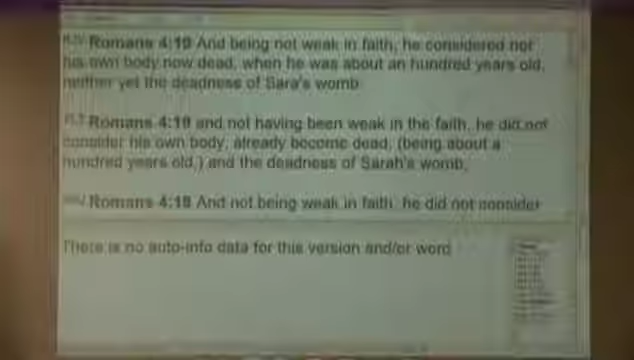 KJV Romans 4:19 And being not weak in faith, he considered not
his own body now dead, when he was about an hundred years old,
neither yet the deadness of Sara's womb:
Romans 4:19 and not having been weak in the faith, he did not
consider his own body, already become dead, (being about a
hundred years old,) and the deadness of Sarah's womb,
Romans 4:19 And not being weak in faith, he did not consider
There is no auto-info data for this version and/or word